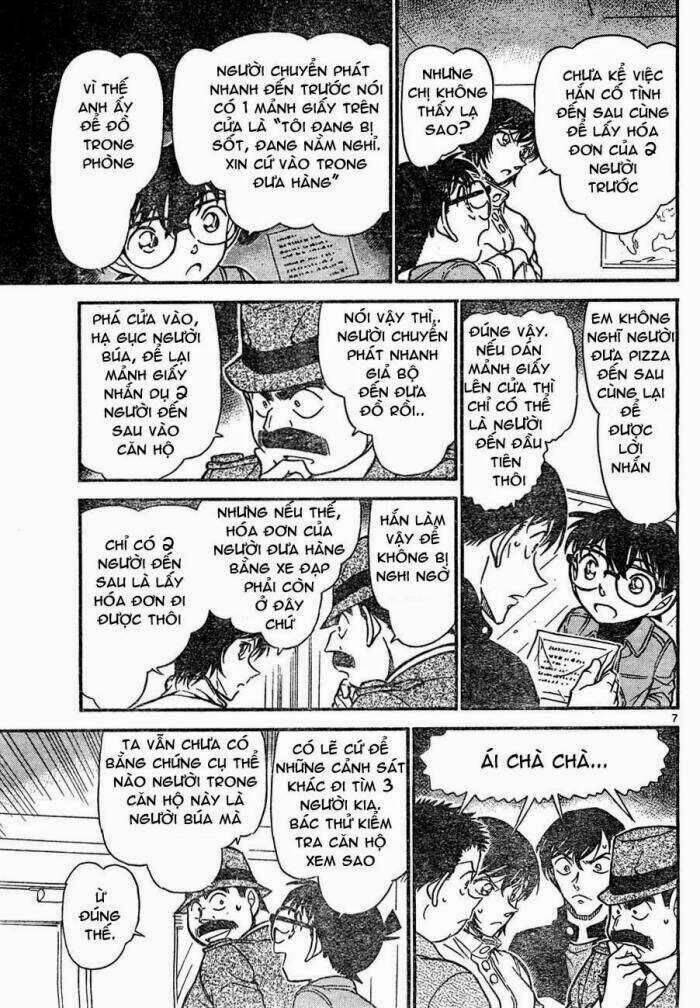 CHƯA KỂ VIỆC
HẮN CỐ TÌNH
ĐẾN SAU CÙNG
ĐỂ LẤY HÓA
ĐƠN CỦA 2
NGƯỜI
TRƯỚC
NHƯNG
CHỊ KHÔNG
THẤY LẠ
SAO?
NGƯỜI CHUYỂN PHÁT
NHANH ĐẾN TRƯỚC NÓI
CÓ 1 MẢNH GIẤY TRÊN
CỬA LÀ “TÔI ĐANG BỊ
SỐT, ĐANG NẰM NGHỈ.
XIN CỨ VÀO TRONG
ĐƯA HÀNG”
VÌ THẾ
ANH ẤY
ĐỂ ĐỒ
TRONG
PHÒNG
EM KHÔNG
NGHĨ NGƯỜI
ĐƯA PIZZA
ĐẾN SAU
CÙNG LẠI
ĐỂ
ĐƯỢC
LỜI
NHẮN
ĐÚNG VẬY.
NẾU DÁN
MẢNH GIẤY
LÊN CỬA THÌ
CHỈ CÓ THỂ
LÀ NGƯỜI
ĐẾN ĐẦU
TIÊN
THÔI
NÓI VẬY THÌ..
NGƯỜI CHUYỂN
PHÁT NHANH
GIẢ BỘ
ĐẾN ĐƯA
ĐỒ RỒI..
PHÁ CỬA VÀO,
HẠ GỤC NGƯỜI
BÚA, ĐỂ LẠI
MẢNH GIẤY
NHẮN DỤ 2
NGƯỜI ĐẾN
SAU VÀO
CĂN HỘ
HẮN LÀM
VẬY ĐỂ
KHÔNG BỊ
NGHI NGỜ
NHƯNG NẾU THẾ,
HÓA ĐƠN CỦA
NGƯỜI ĐƯA HÀNG
BẰNG XE ĐẠP
PHẢI CÒN
Ở ĐÂY
CHỨ
CHỈ CÓ 2
NGƯỜI ĐẾN
SAU LÀ LẤY
HÓA ĐƠN ĐI
ĐƯỢC THÔI
7
ÁI CHÀ CHÀ...
CÓ LẼ CỨ ĐỂ
NHỮNG CẢNH SÁT
KHÁC ĐI TÌM 3
NGƯỜI KIA.
BÁC THỬ KIỂM
TRA CĂN HỘ
XEM SAO
TA VẪN CHƯA CÓ
BẰNG CHỨNG CỤ THỂ
NÀO NGƯỜI TRONG
CĂN HỘ NÀY LÀ
NGƯỜI BÚA MÀ
Ừ
ĐÚNG
THẾ.